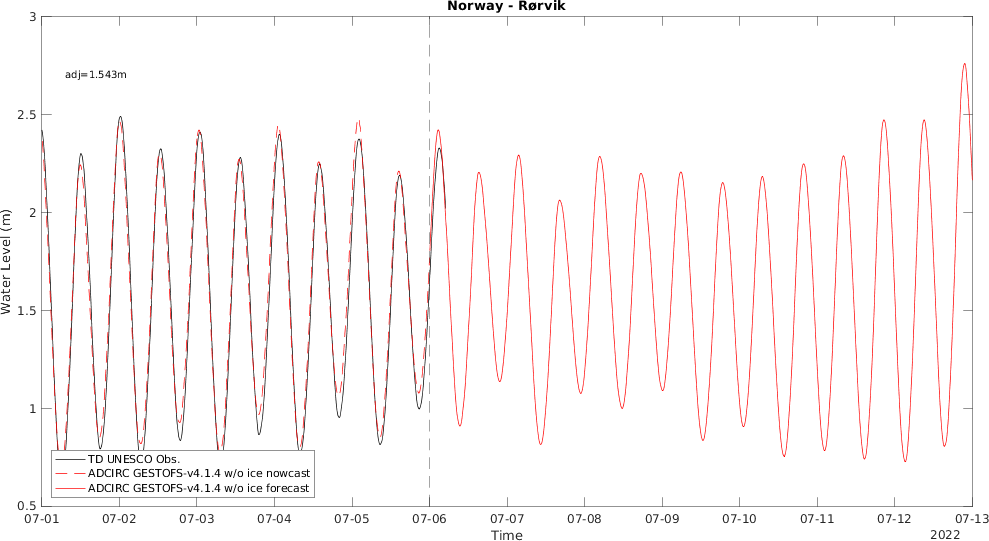 Norway - Rørvik
3
adj=1.543m
2.5
2
Water Level (m)
1.5
1
TD UNESCO Obs.
ADCIRC GESTOFS-v4.1.4 w/o ice nowcast
ADCIRC GESTOFS-v4.1.4 w/o ice forecast
0.5
07-01 07-02 07-03 07-04 07-05 07-06 07-07 07-08 07-09 07-10 07-11 07-12 07-13
Time
2022